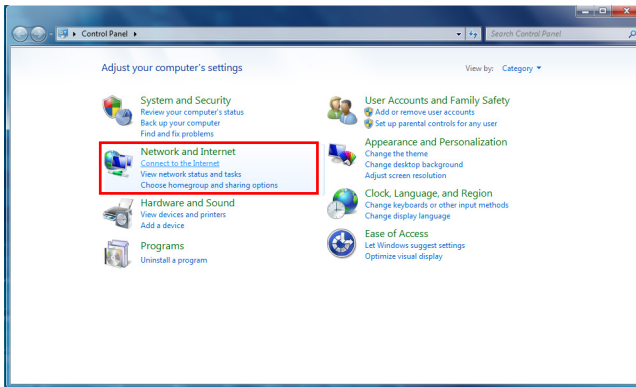 Control Panel
Search Control Panel
Adjust your computer's settings
View by: Category
System and Security
Review your computer's status
Back up your computer
Find and fix problems
Network and Internet
Connect to the Internet
View network status and tasks
Choose homegroup and sharing options
Hardware and Sound
View devices and printers
Add a device
Programs
Uninstall a program
User Accounts and Family Safety
Add or remove user accounts
Set up parental controls for any user
Appearance and Personalization
Change the theme
Change desktop background
Adjust screen resolution
Clock, Language, and Region
Change keyboards or other input methods
Change display language
Ease of Access
Let Windows suggest settings
Optimize visual display